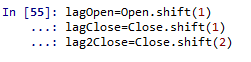 In [55]: lagOpen=Open.shift(1)
...: lagClose=Close.shift(1)
...: lag2Close=Close.shift(2)